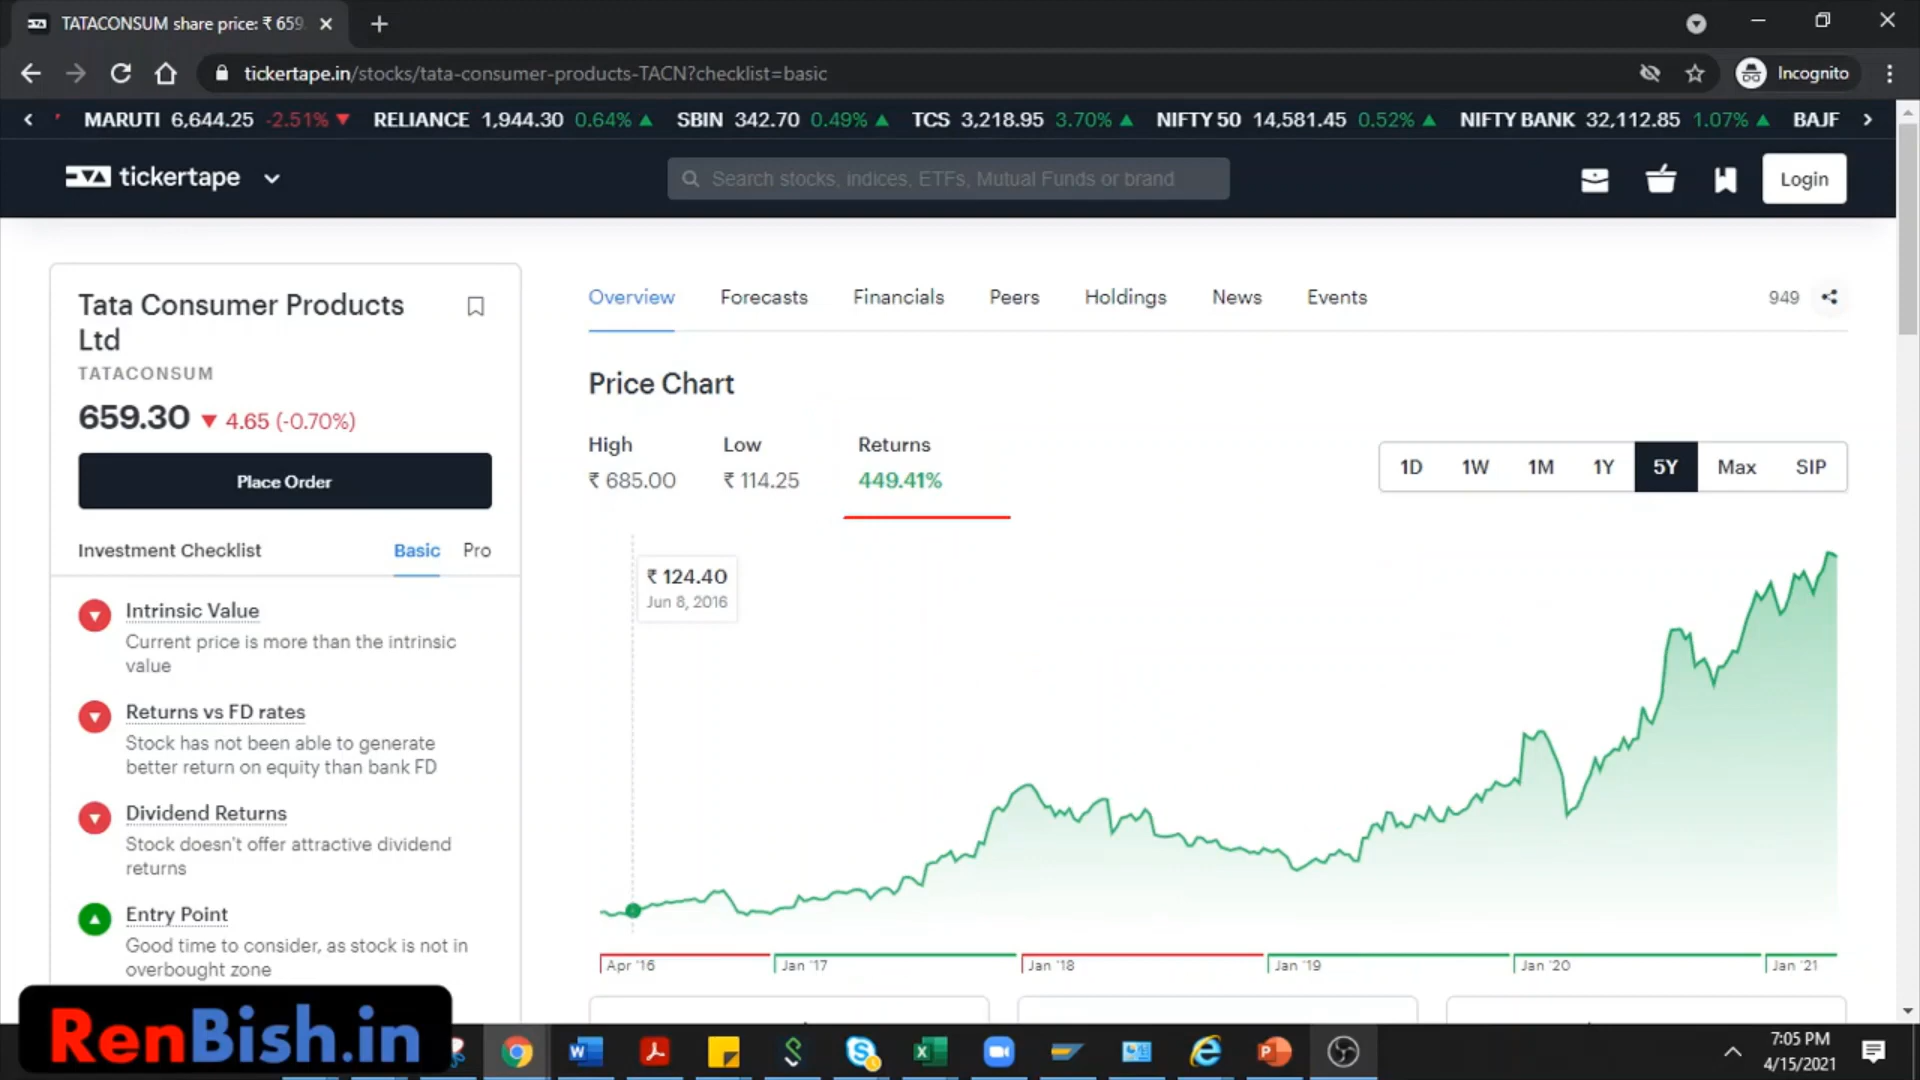 TATACONSUM share price: ₹ 659
tickertape.in/stocks/tata-consumer-products-TACN?checklist=basic
Incognito
MARUTI 6,644.25 -2.51% RELIANCE 1,944.30 0.64% SBIN 342.70 0.49% TCS 3,218.95 3.70% NIFTY 50 14,581.45 0.52% NIFTY BANK 32,112.85 1.07% BAJF
tickertape
Search stocks, indices, ETFs, Mutual Funds or brand
Login
Tata Consumer Products
Ltd
TATACONSUM
659.30 4.65 (-0.70%)
Place Order
Investment Checklist Basic Pro
Intrinsic Value
Current price is more than the intrinsic
value
Returns vs FD rates
Stock has not been able to generate
better return on equity than bank FD
Dividend Returns
Stock doesn't offer attractive dividend
returns
Entry Point
Good time to consider, as stock is not in
overbought zone
Overview Forecasts Financials Peers Holdings News Events 949
Price Chart
High Low Returns
₹ 685.00 ₹ 114.25 449.41%
1D 1W 1M 1Y 5Y Max SIP
₹ 124.40
Jun 8, 2016
Apr '16 Jan '17 Jan '18 Jan '19 Jan '20 Jan '21
RenBish.in
7:05 PM
4/15/2021